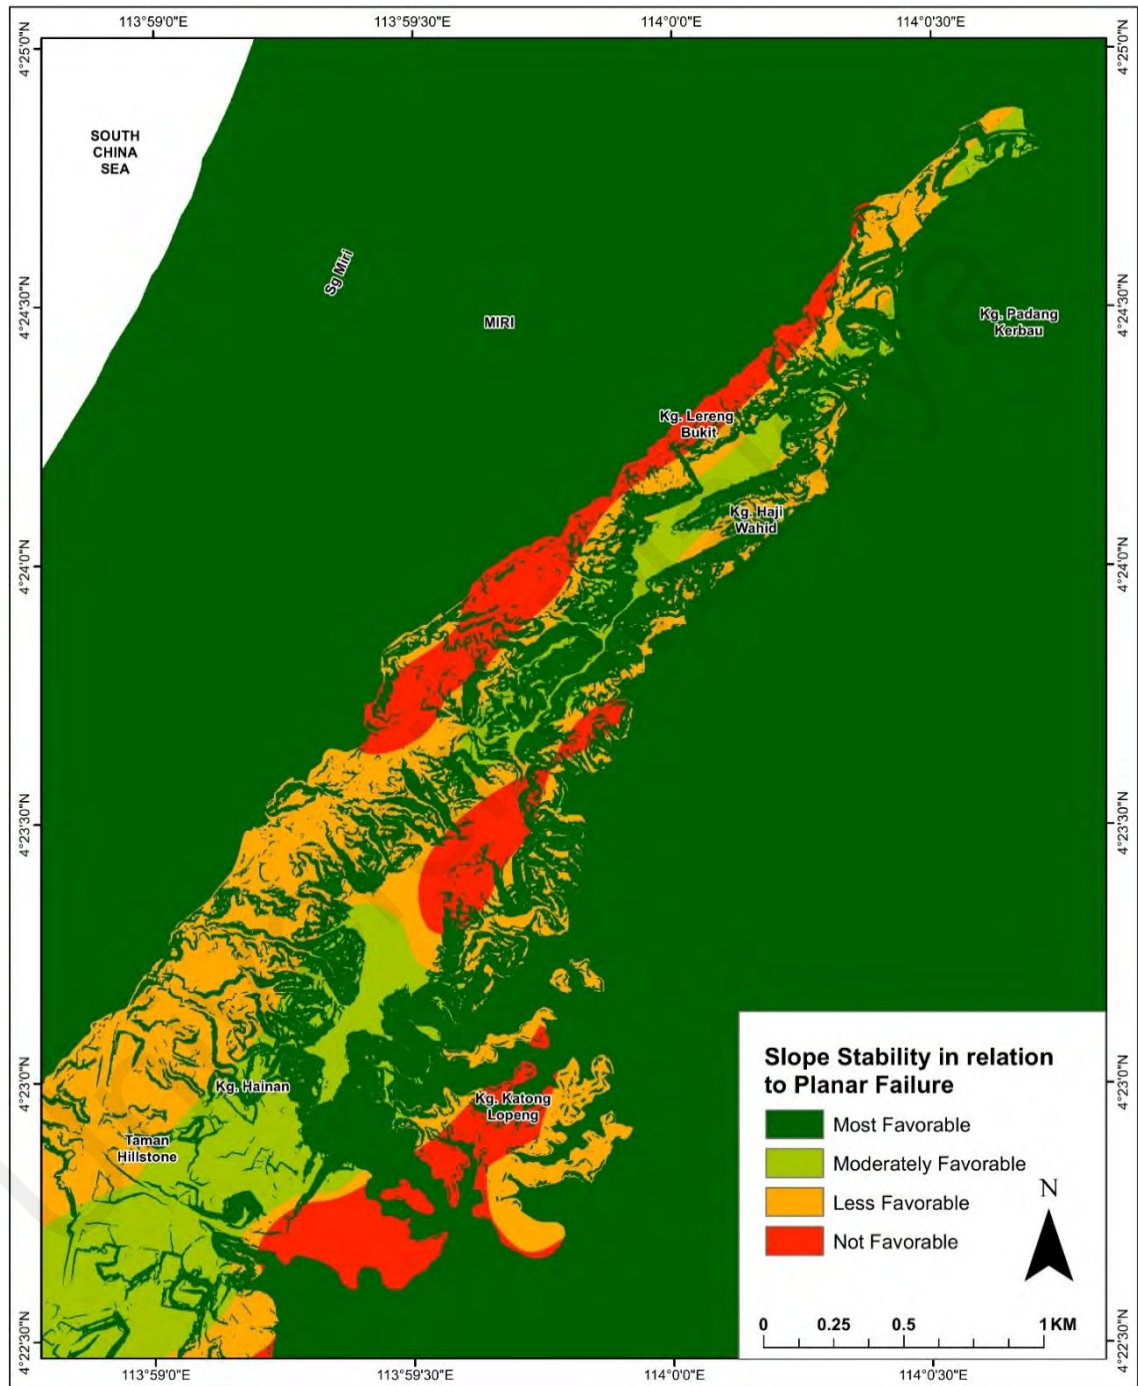 113°59'0"E
113°59'30"E
114°0'0"E
114°0'30"E
4°25'0"N
4°25'0"N
SOUTH
CHINA
SEA
Sg Miri
MIRI
4°24'30"N
4°24'30"N
Kg. Padang
Kerbau
Kg. Lereng
Bukit
Kg. Haji
Wahid
4°24'0"N
4°24'0"N
4°23'30"N
4°23'30"N
4°23'0"N
4°23'0"N
Kg. Hainan
Kg. Katong
Lopeng
Taman
Hillstone
Slope Stability in relation
to Planar Failure
Most Favorable
Moderately Favorable
Less Favorable
Not Favorable
N
0 0.25 0.5 1 KM
4°22'30"N
4°22'30"N
113°59'0"E
113°59'30"E
114°0'0"E
114°0'30"E